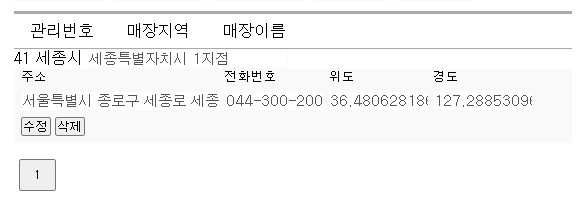 관리번호 매장지역 매장이름
41 세종시 세종특별자치시 1지점
주소 전화번호 위도 경도
서울특별시 종로구 세종로 세종 044-300-200 36,480628186 127,28853096
수정 삭제
1